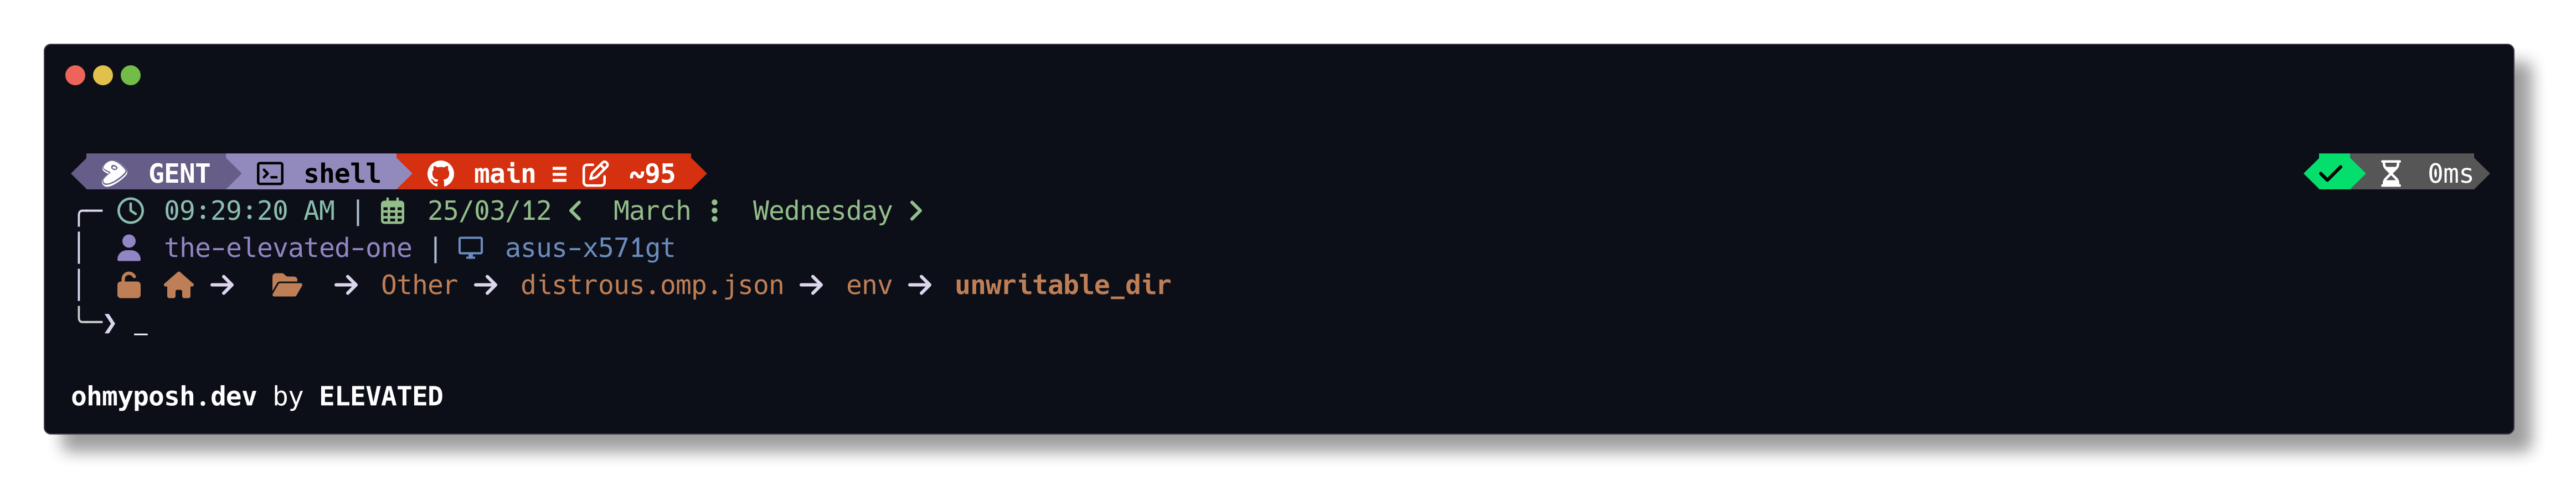 GENT shell main ≡ ~95 0ms
09:29:20 AM | 25/03/12 < March ⋮ Wednesday >
the-elevated-one | asus-x571gt
→ → Other → distrous.omp.json → env → unwritable_dir
❯ _
ohmyposh.dev by ELEVATED